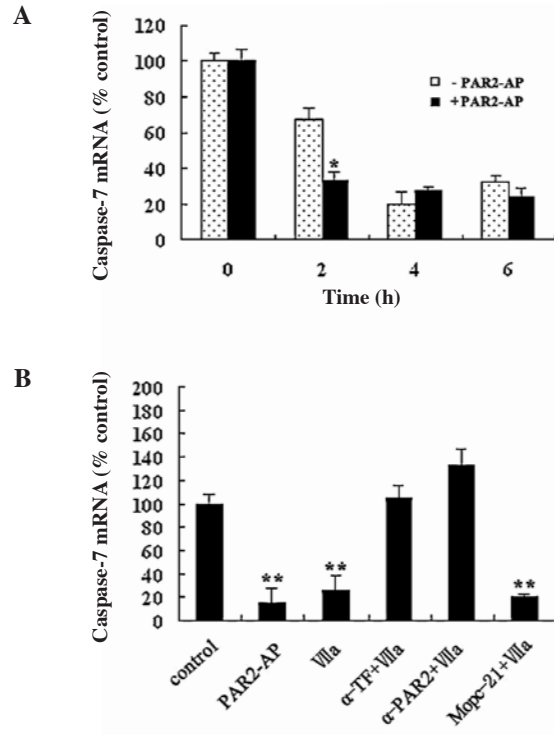 A
Caspase-7 mRNA (% control)
120
100
80
60
40
20
0
- PAR2-AP
+PAR2-AP
*
0 2 4 6
Time (h)
B
Caspase-7 mRNA (% control)
200
180
160
140
120
100
80
60
40
20
0
** ** **
control PAR2-AP VIIa α-TF+VIIa α-PAR2+VIIa Mopc-21+VIIa